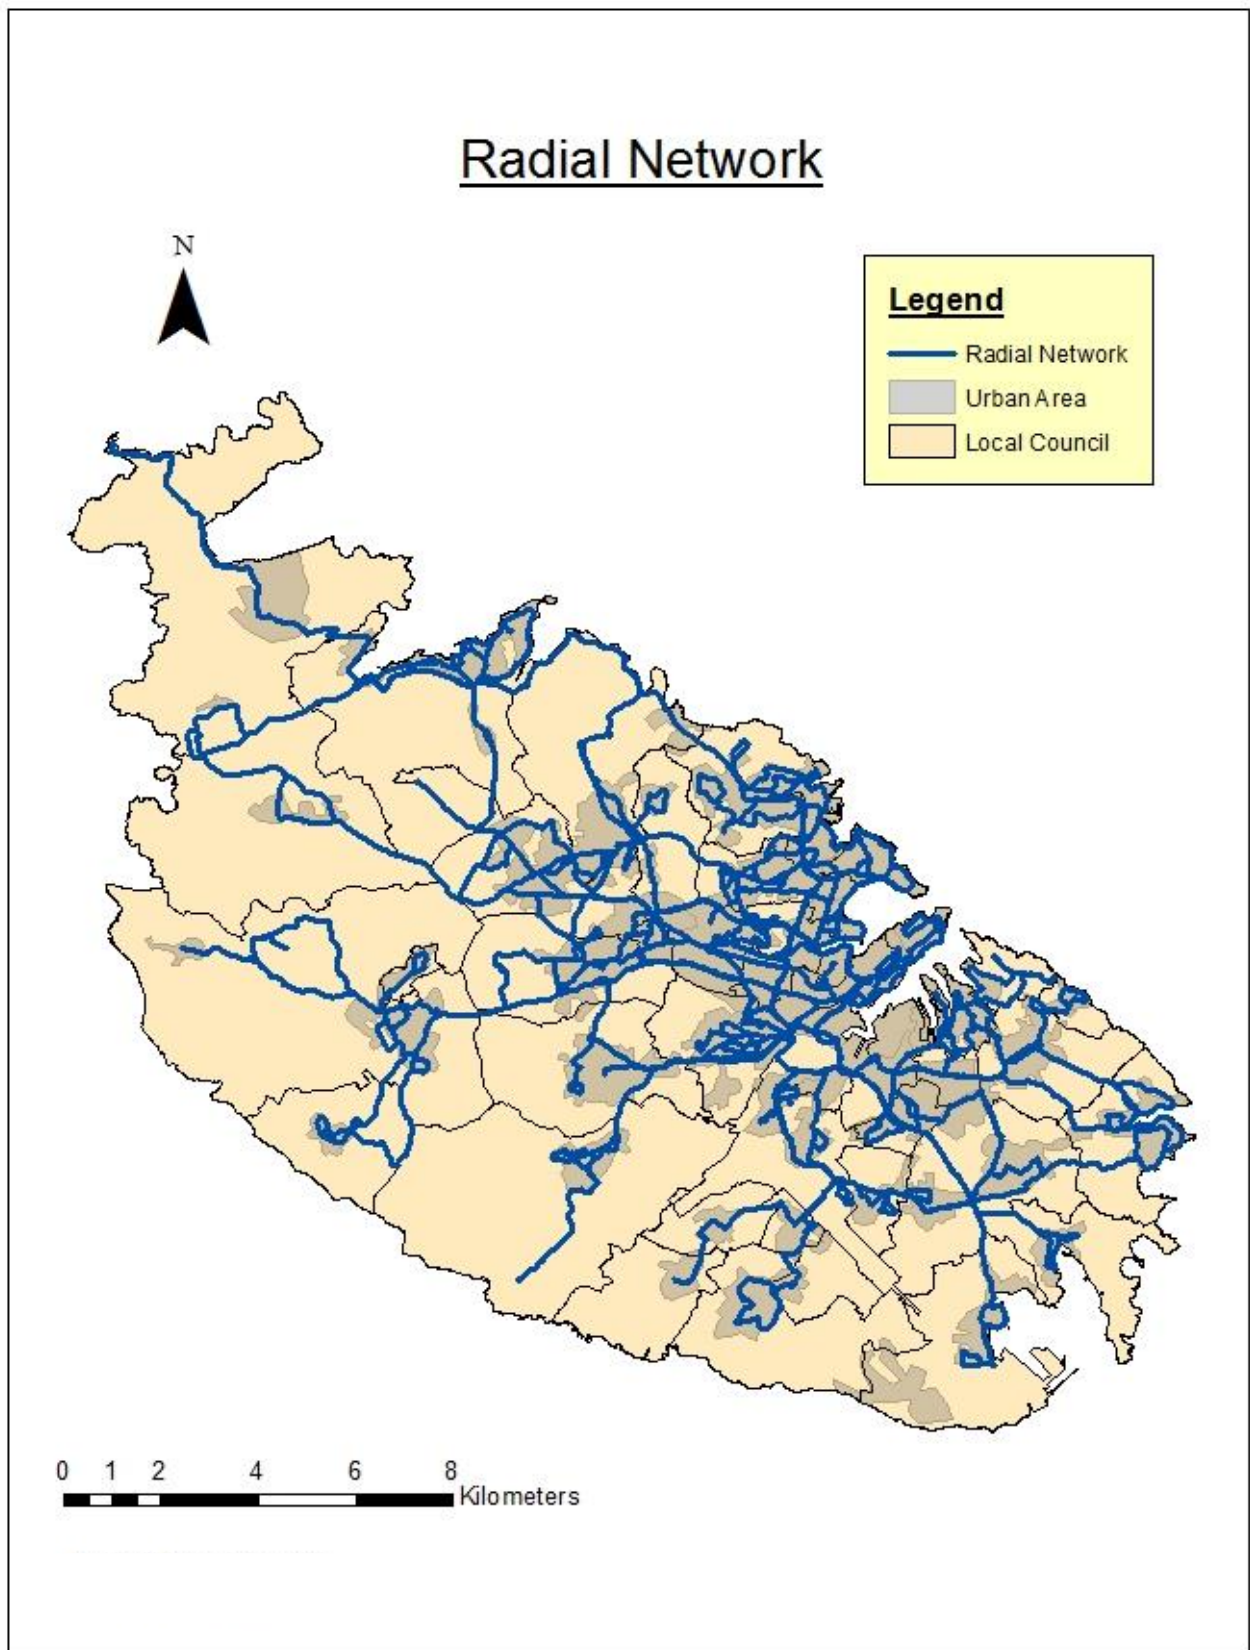 Radial Network
N
Legend
Radial Network
Urban Area
Local Council
0 1 2 4 6 8
Kilometers